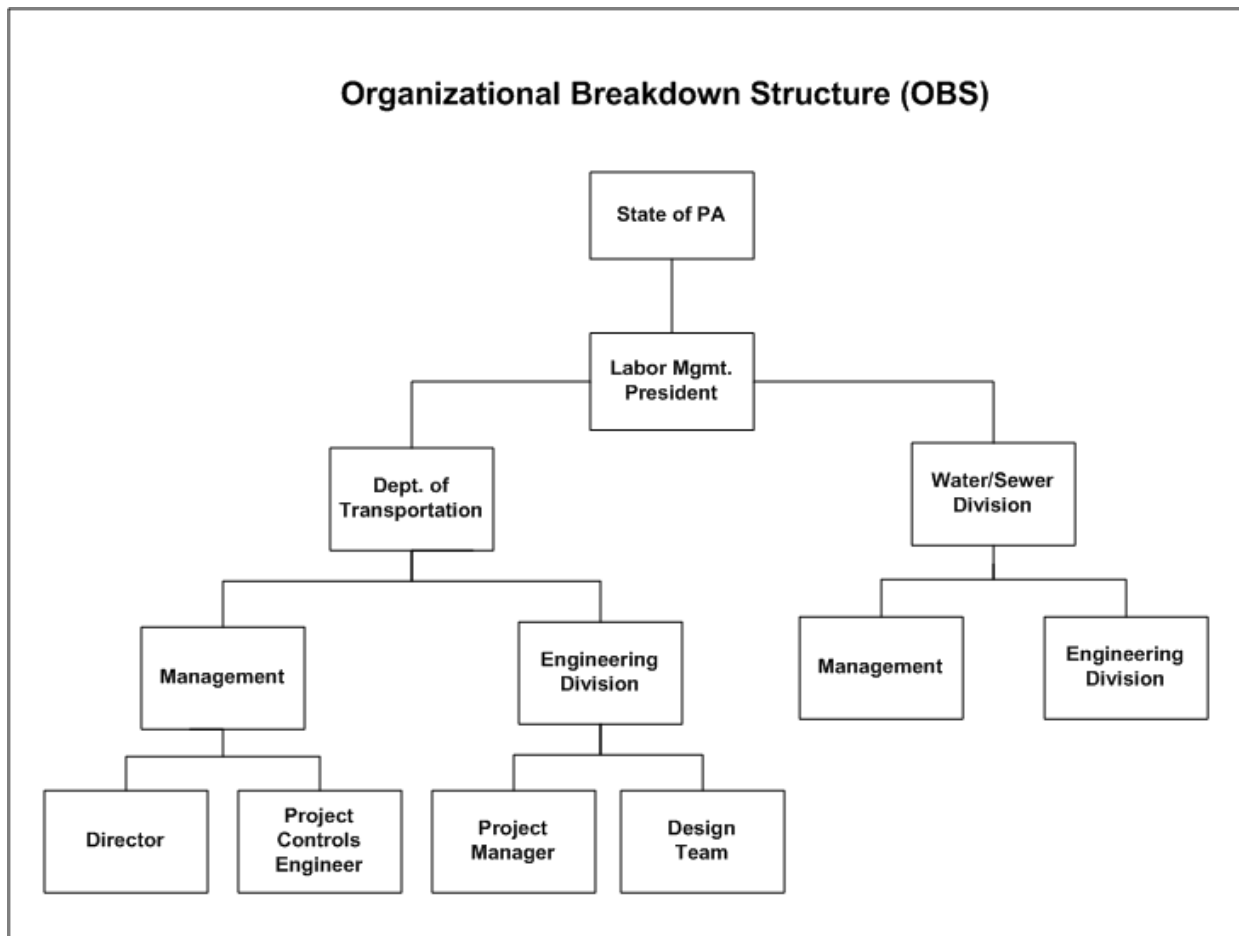 Organizational Breakdown Structure (OBS)
State of PA
Labor Mgmt.
President
Dept. of
Transportation
Water/Sewer
Division
Management
Engineering
Division
Management
Engineering
Division
Director
Project
Controls
Engineer
Project
Manager
Design
Team